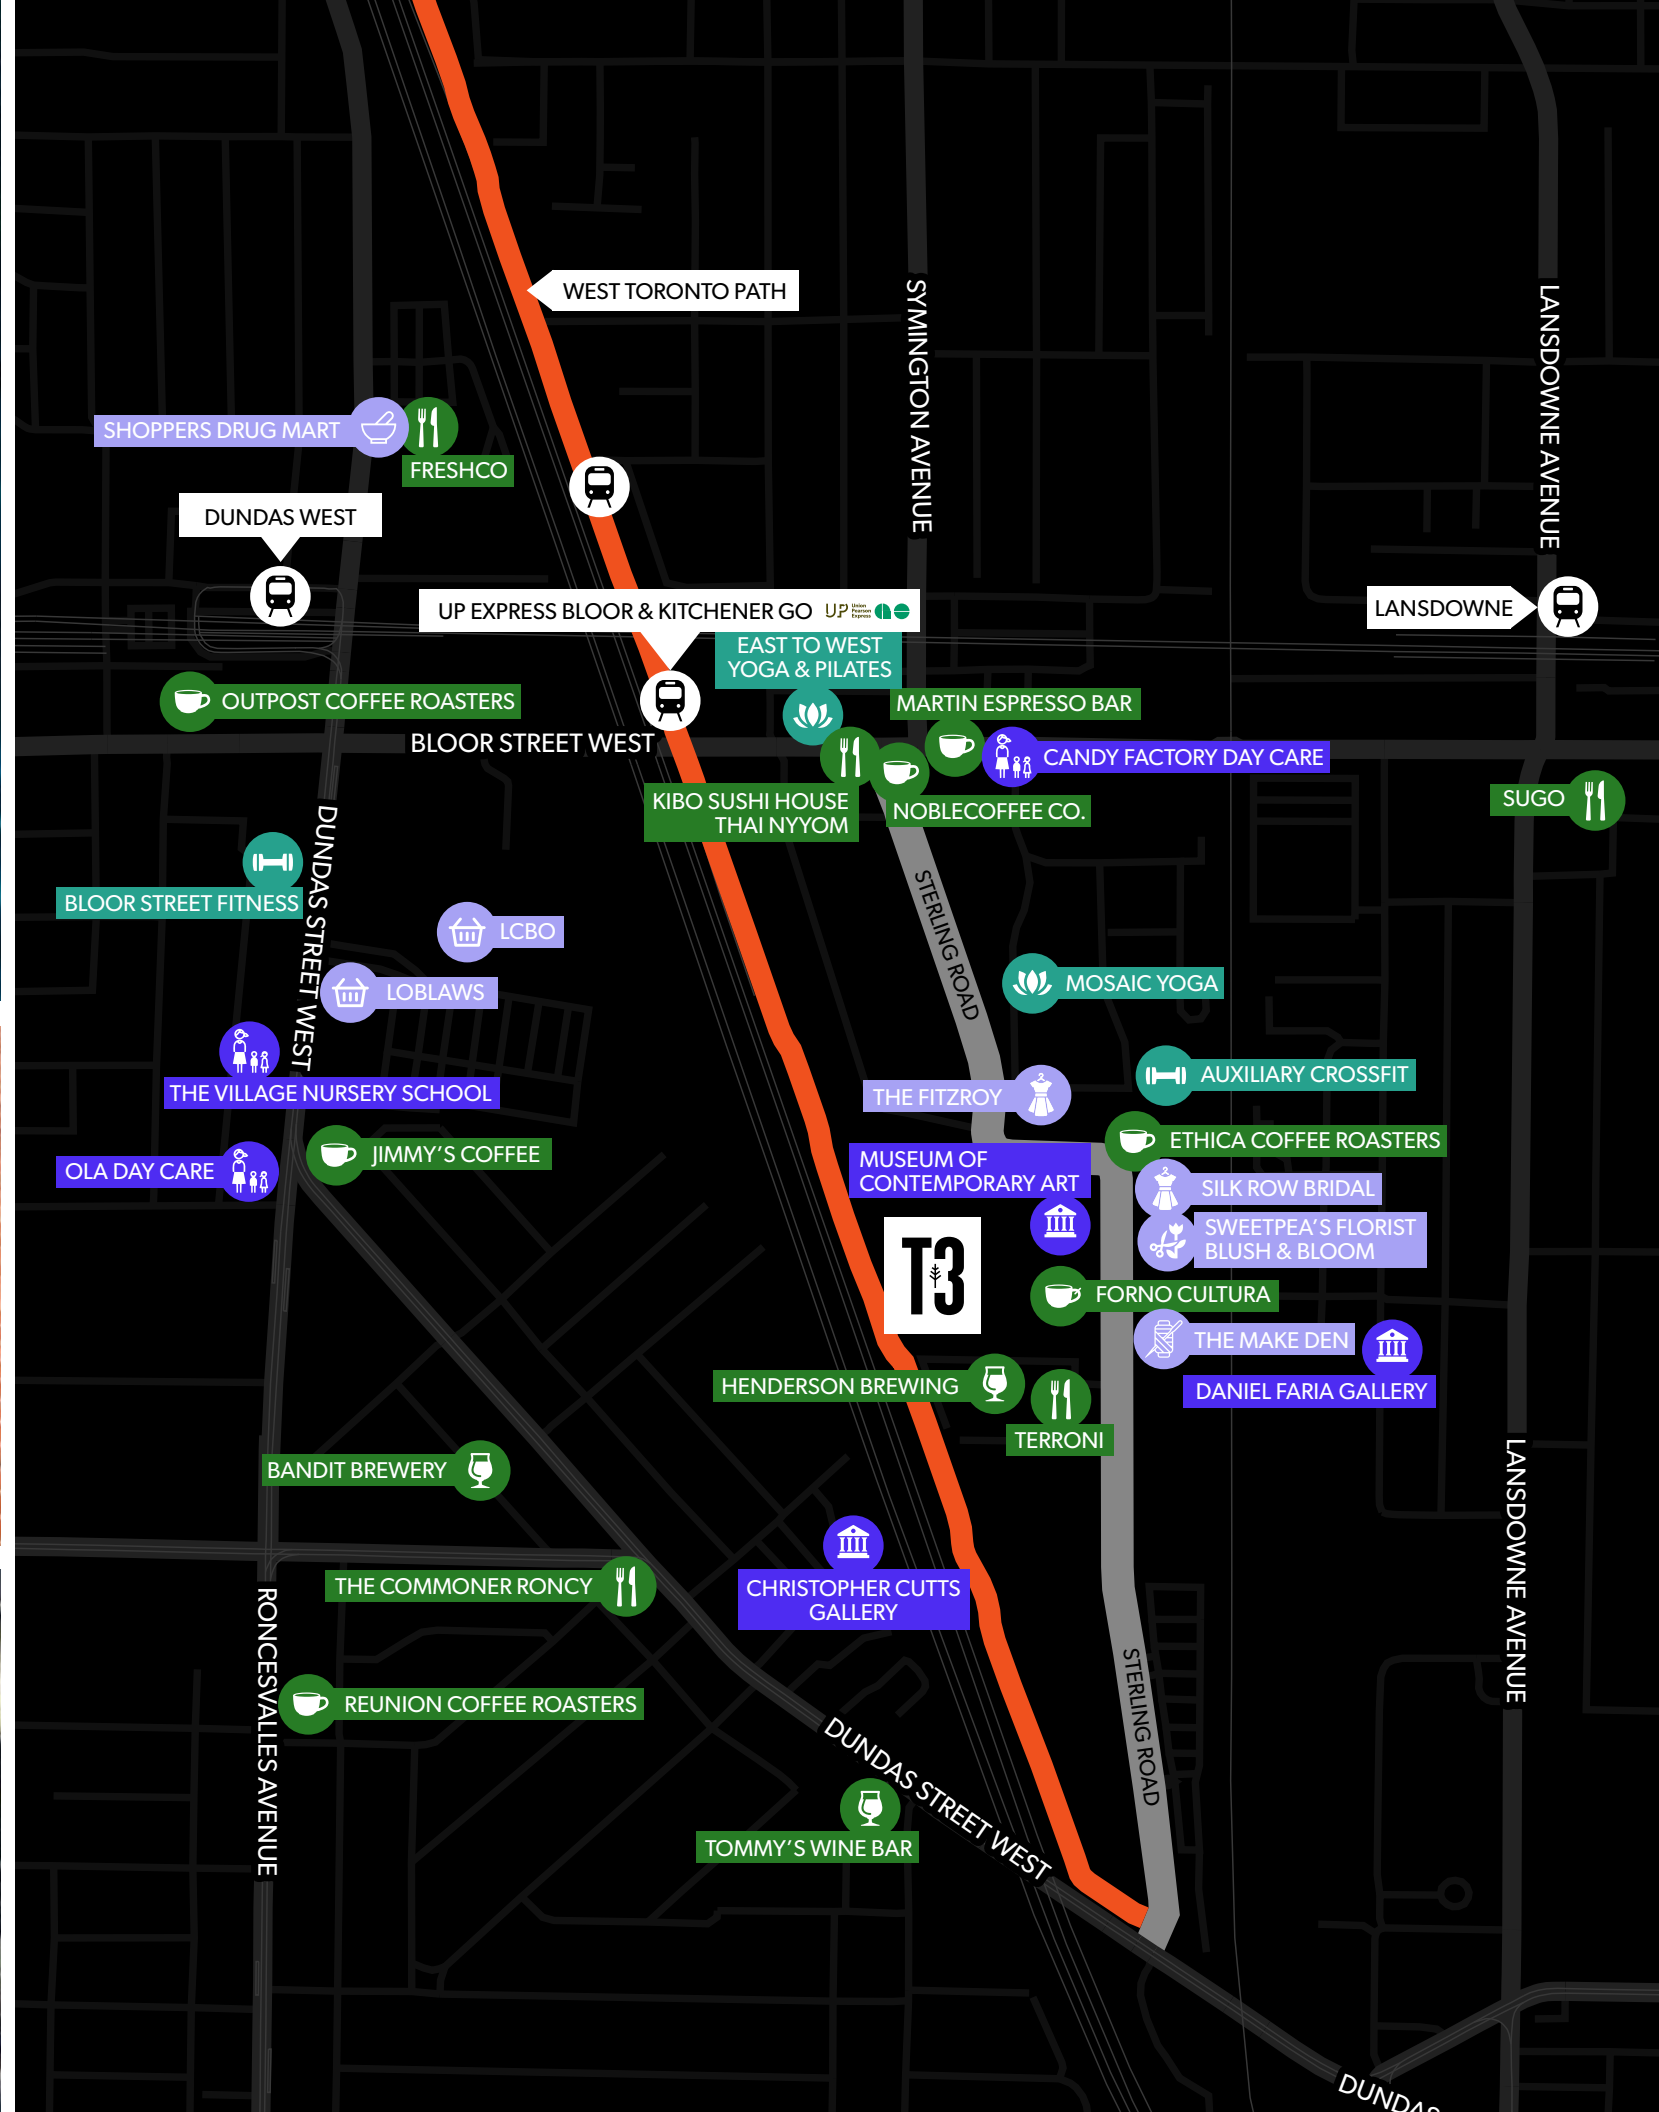 WEST TORONTO PATH
SYMINGTON AVENUE
LANSDOWNE AVENUE
SHOPPERS DRUG MART
FRESHCO
DUNDAS WEST
UP EXPRESS BLOOR & KITCHENER GO
UP Union
Pearson
Express
LANSDOWNE
EAST TO WEST
YOGA & PILATES
OUTPOST COFFEE ROASTERS
MARTIN ESPRESSO BAR
BLOOR STREET WEST
CANDY FACTORY DAY CARE
KIBO SUSHI HOUSE
THAI NYYOM
NOBLECOFFEE CO.
SUGO
DUNDAS STREET WEST
BLOOR STREET FITNESS
STERLING ROAD
LCBO
LOBLAWS
MOSAIC YOGA
THE VILLAGE NURSERY SCHOOL
AUXILIARY CROSSFIT
THE FITZROY
ETHICA COFFEE ROASTERS
JIMMY'S COFFEE
OLA DAY CARE
MUSEUM OF
CONTEMPORARY ART
SILK ROW BRIDAL
SWEETPEA'S FLORIST
BLUSH & BLOOM
T3
FORNO CULTURA
THE MAKE DEN
HENDERSON BREWING
DANIEL FARIA GALLERY
TERRONI
BANDIT BREWERY
LANSDOWNE AVENUE
THE COMMONER RONCY
CHRISTOPHER CUTTS
GALLERY
RONCESVALLES AVENUE
REUNION COFFEE ROASTERS
STERLING ROAD
DUNDAS STREET WEST
TOMMY'S WINE BAR
DUNDAS